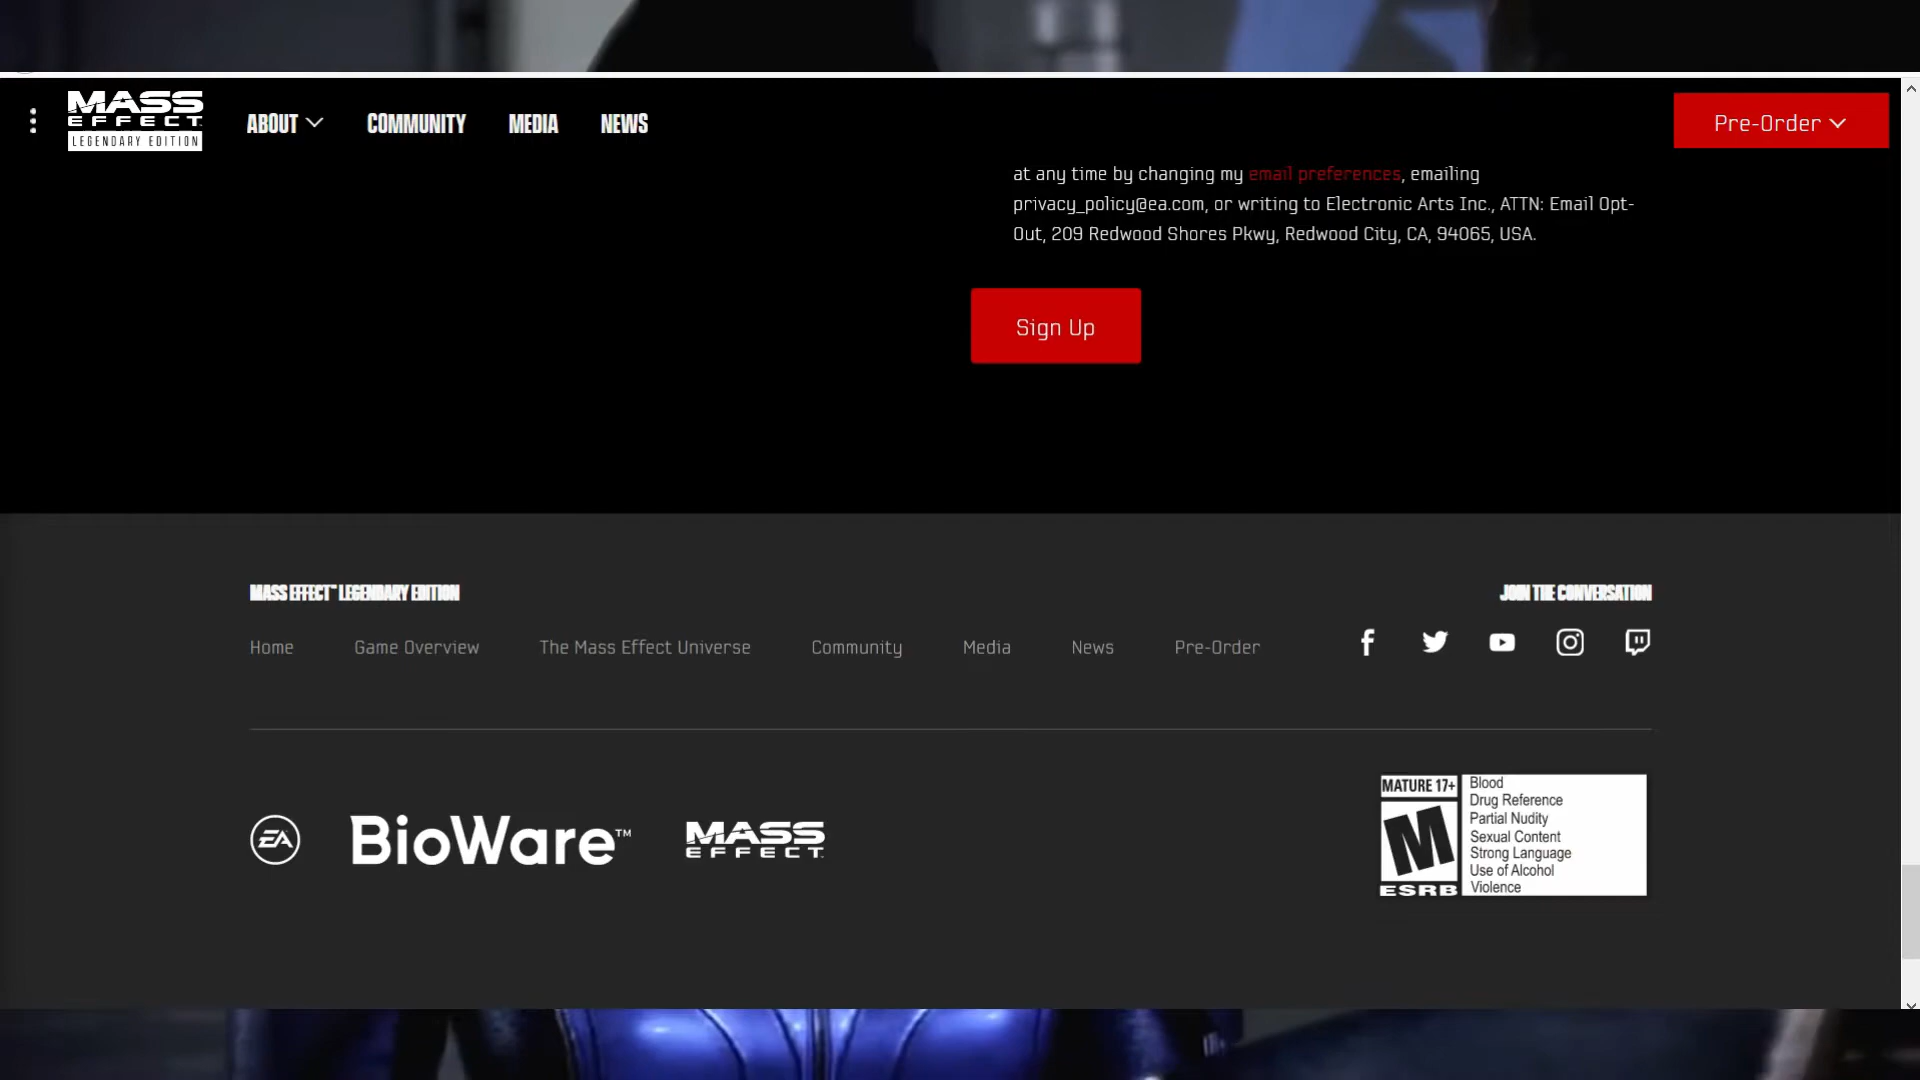 MASS
EFFECT
LEGENDARY EDITION
ABOUT
COMMUNITY
MEDIA
NEWS
Pre-Order
at any time by changing my email preferences, emailing
privacy_policy@ea.com, or writing to Electronic Arts Inc., ATTN: Email Opt-
Out, 209 Redwood Shores Pkwy, Redwood City, CA, 94065, USA.
Sign Up
MASS EFFECT™ LEGENDARY EDITION
JOIN THE CONVERSATION
Home
Game Overview
The Mass Effect Universe
Community
Media
News
Pre-Order
EA
BioWare™
MASS
EFFECT
MATURE 17+
M
ESRB
Blood
Drug Reference
Partial Nudity
Sexual Content
Strong Language
Use of Alcohol
Violence